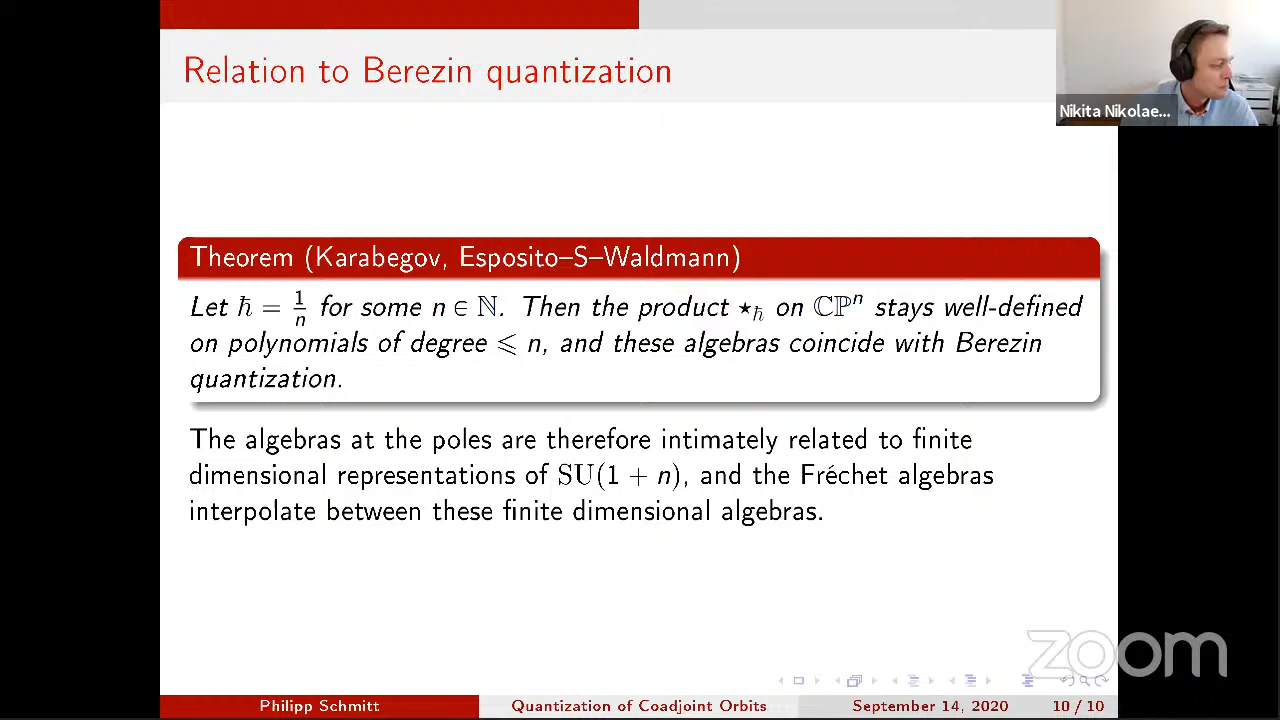 Relation to Berezin quantization
Nikita Nikolae...
Theorem (Karabegov, Esposito–S–Waldmann)
Let ℏ = 1/n for some n ∈ ℕ. Then the product ⋆ℏ on ℂℙⁿ stays well-defined
on polynomials of degree ⩽ n, and these algebras coincide with Berezin
quantization.
The algebras at the poles are therefore intimately related to finite
dimensional representations of SU(1 + n), and the Fréchet algebras
interpolate between these finite dimensional algebras.
zoom
Philipp Schmitt Quantization of Coadjoint Orbits September 14, 2020 10 / 10